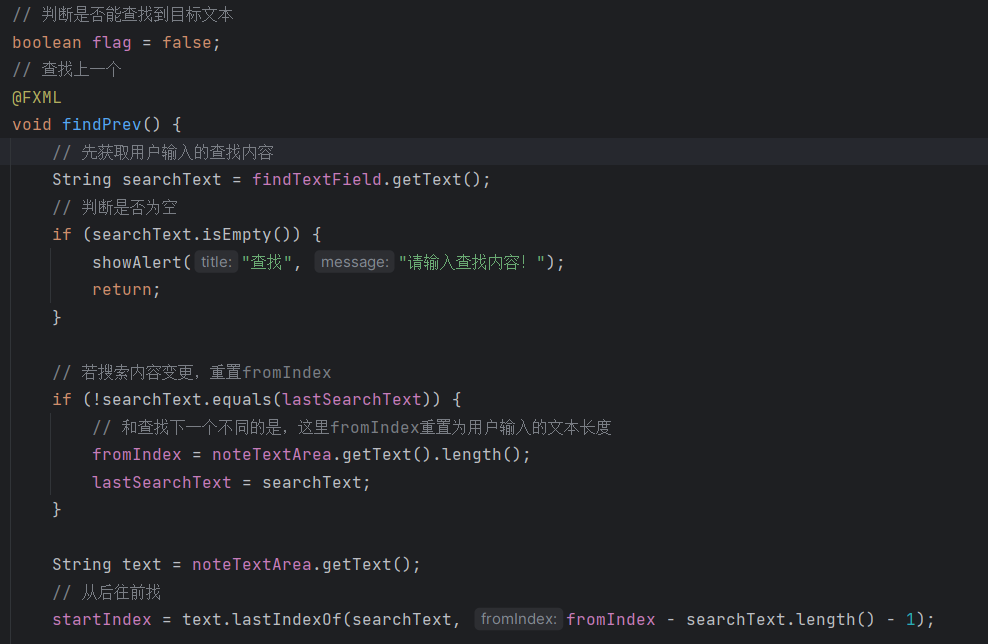 // 判断是否能查找到目标文本
boolean flag = false;
// 查找上一个
@FXML
void findPrev() {
// 先获取用户输入的查找内容
String searchText = findTextField.getText();
// 判断是否为空
if (searchText.isEmpty()) {
showAlert( title: "查找", message: "请输入查找内容！");
return;
}
// 若搜索内容变更，重置fromIndex
if (!searchText.equals(lastSearchText)) {
// 和查找下一个不同的是，这里fromIndex重置为用户输入的文本长度
fromIndex = noteTextArea.getText().length();
lastSearchText = searchText;
}
String text = noteTextArea.getText();
// 从后往前找
startIndex = text.lastIndexOf(searchText, fromIndex: fromIndex - searchText.length() - 1);